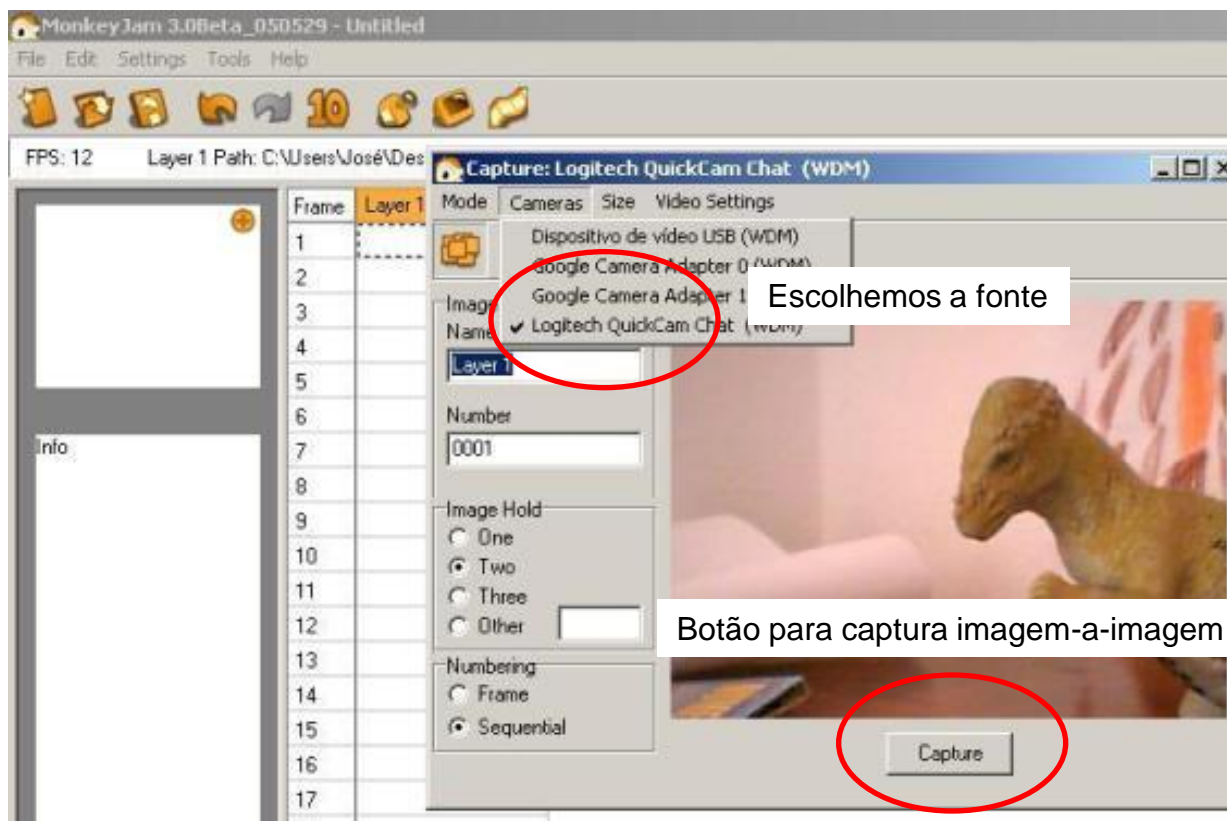 MonkeyJam 3.0Beta_050529 - Untitled
File Edit Settings Tools Help
10
FPS: 12 Layer 1 Path: C:\Users\José\Des
Info
Frame Layer 1
1
2
3
4
5
6
7
8
9
10
11
12
13
14
15
16
17
Capture: Logitech QuickCam Chat (WDM)
Mode Cameras Size Video Settings
Dispositivo de vídeo USB (WDM)
Google Camera Adapter 0 (WDM)
Google Camera Adapter 1
Logitech QuickCam Chat (WDM)
Escolhemos a fonte
Image
Name
Layer 1
Number
0001
Image Hold
One
Two
Three
Other
Numbering
Frame
Sequential
Botão para captura imagem-a-imagem
Capture